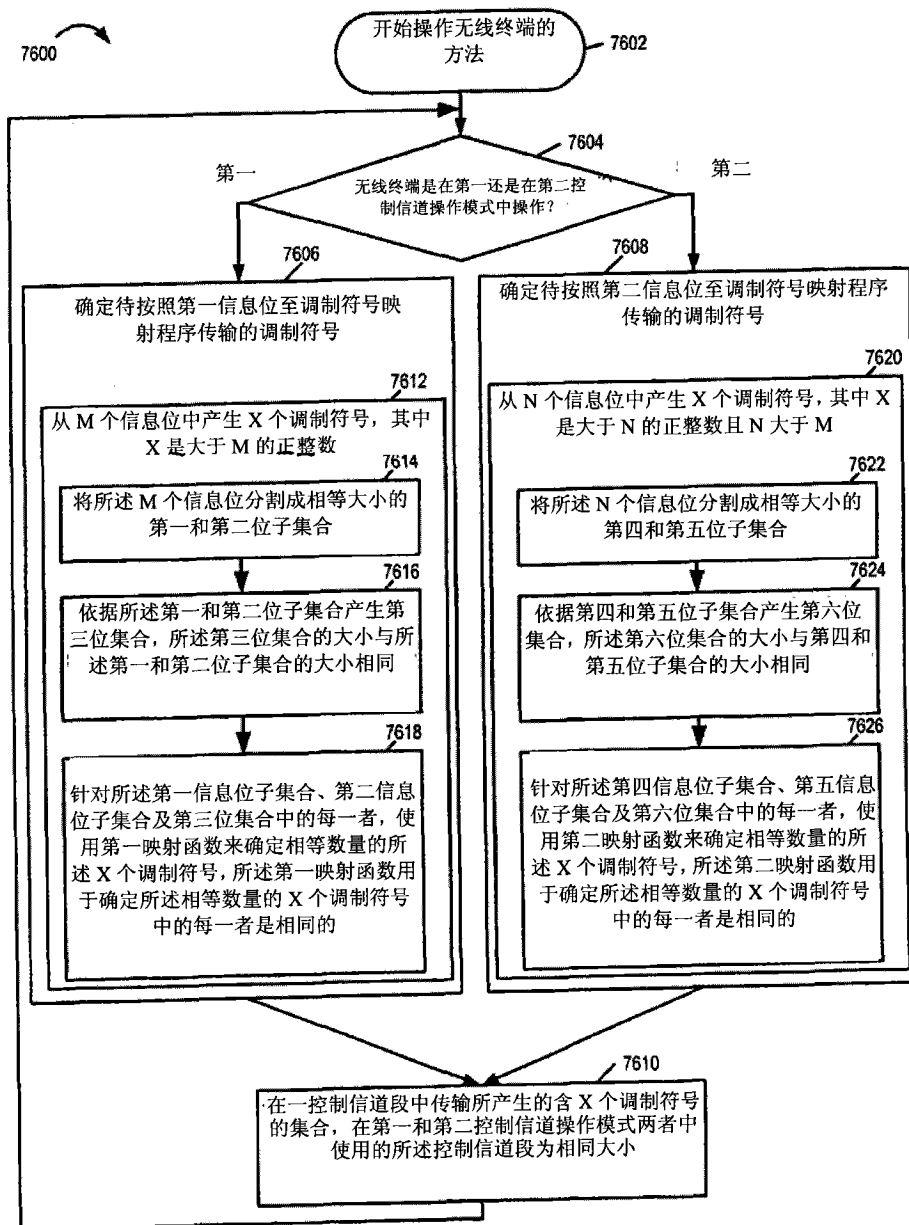 7600
开始操作无线终端的
方法
7602
7604
第一
第二
无线终端是在第一还是在第二控
制信道操作模式中操作？
7606
确定待按照第一信息位至调制符号映
射程序传输的调制符号
7612
从 M 个信息位中产生 X 个调制符号，其中
X 是大于 M 的正整数
7614
将所述 M 个信息位分割成相等大小的
第一和第二位子集合
7616
依据所述第一和第二位子集合产生第
三位集合，所述第三位集合的大小与所
述第一和第二位子集合的大小相同
7618
针对所述第一信息位子集合、第二信息
位子集合及第三位集合中的每一者，使
用第一映射函数来确定相等数量的所
述 X 个调制符号，所述第一映射函数用
于确定所述相等数量的 X 个调制符号
中的每一者是相同的
7608
确定待按照第二信息位至调制符号映射程序
传输的调制符号
7620
从 N 个信息位中产生 X 个调制符号，其中 X
是大于 N 的正整数且 N 大于 M
7622
将所述 N 个信息位分割成相等大小的
第四和第五位子集合
7624
依据第四和第五位子集合产生第六位
集合，所述第六位集合的大小与第四和
第五位子集合的大小相同
7626
针对所述第四信息位子集合、第五信息
位子集合及第六位集合中的每一者，使
用第二映射函数来确定相等数量的所
述 X 个调制符号，所述第二映射函数用
于确定所述相等数量的 X 个调制符号
中的每一者是相同的
7610
在一控制信道段中传输所产生的含 X 个调制符号
的集合，在第一和第二控制信道操作模式两者中
使用的所述控制信道段为相同大小